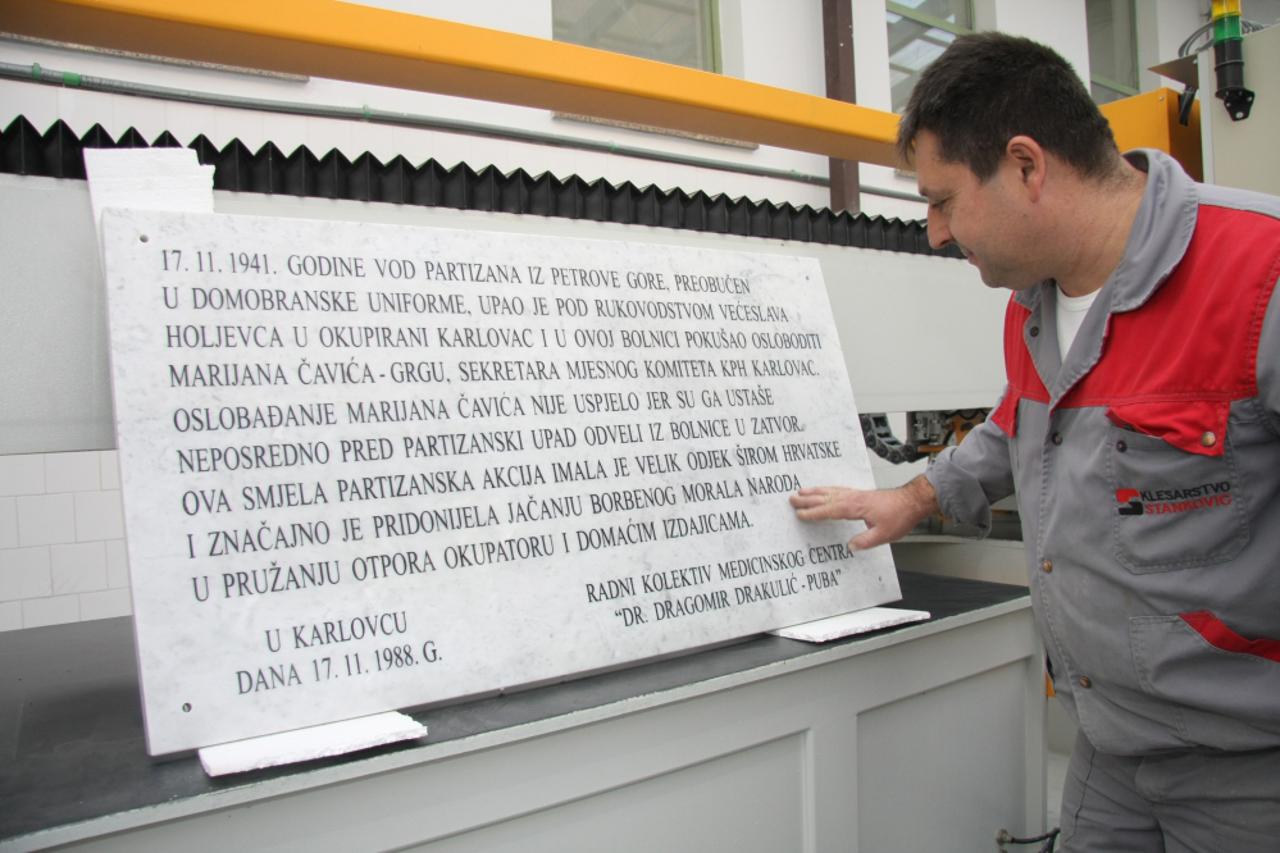 17. 11. 1941. GODINE VOD PARTIZANA IZ PETROVE GORE, PREOBUČEN
U DOMOBRANSKE UNIFORME, UPAO JE POD RUKOVODSTVOM VEĆESLAVA
HOLJEVCA U OKUPIRANI KARLOVAC I U OVOJ BOLNICI POKUŠAO OSLOBODITI
MARIJANA ČAVIĆA - GRGU, SEKRETARA MJESNOG KOMITETA KPH KARLOVAC.
OSLOBAĐANJE MARIJANA ČAVIĆA NIJE USPJELO JER SU GA USTAŠE
NEPOSREDNO PRED PARTIZANSKI UPAD ODVELI IZ BOLNICE U ZATVOR.
OVA SMJELA PARTIZANSKA AKCIJA IMALA JE VELIK ODJEK ŠIROM HRVATSKE
I ZNAČAJNO JE PRIDONIJELA JAČANJU BORBENOG MORALA NARODA
U PRUŽANJU OTPORA OKUPATORU I DOMAĆIM IZDAJICAMA.
RADNI KOLEKTIV MEDICINSKOG CENTRA
"DR. DRAGOMIR DRAKULIĆ - PUBA"
U KARLOVCU
DANA 17. 11. 1988. G.
KLESARSTVO
STANKOVIĆ